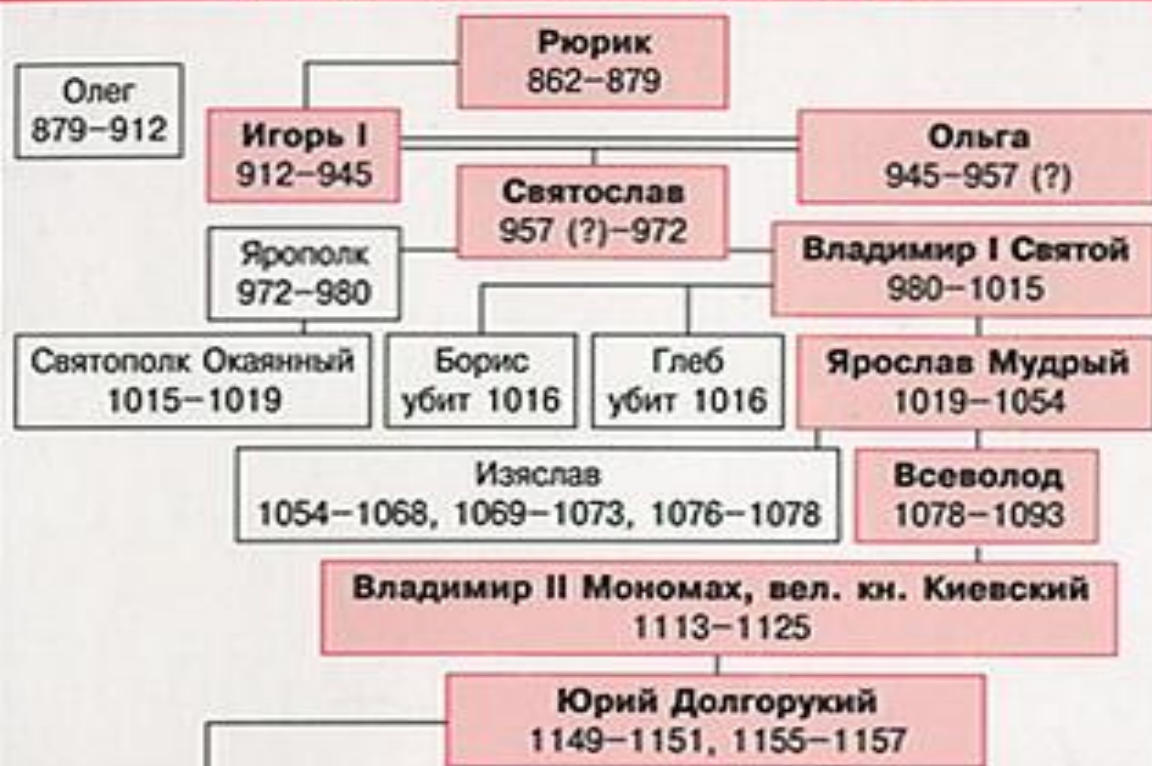 Рюрик
862–879
Олег
879–912
Игорь I
912–945
Ольга
945–957 (?)
Святослав
957 (?)–972
Ярополк
972–980
Владимир I Святой
980–1015
Святополк Окаянный
1015–1019
Борис
убит 1016
Глеб
убит 1016
Ярослав Мудрый
1019–1054
Изяслав
1054–1068, 1069–1073, 1076–1078
Всеволод
1078–1093
Владимир II Мономах, вел. кн. Киевский
1113–1125
Юрий Долгорукий
1149–1151, 1155–1157